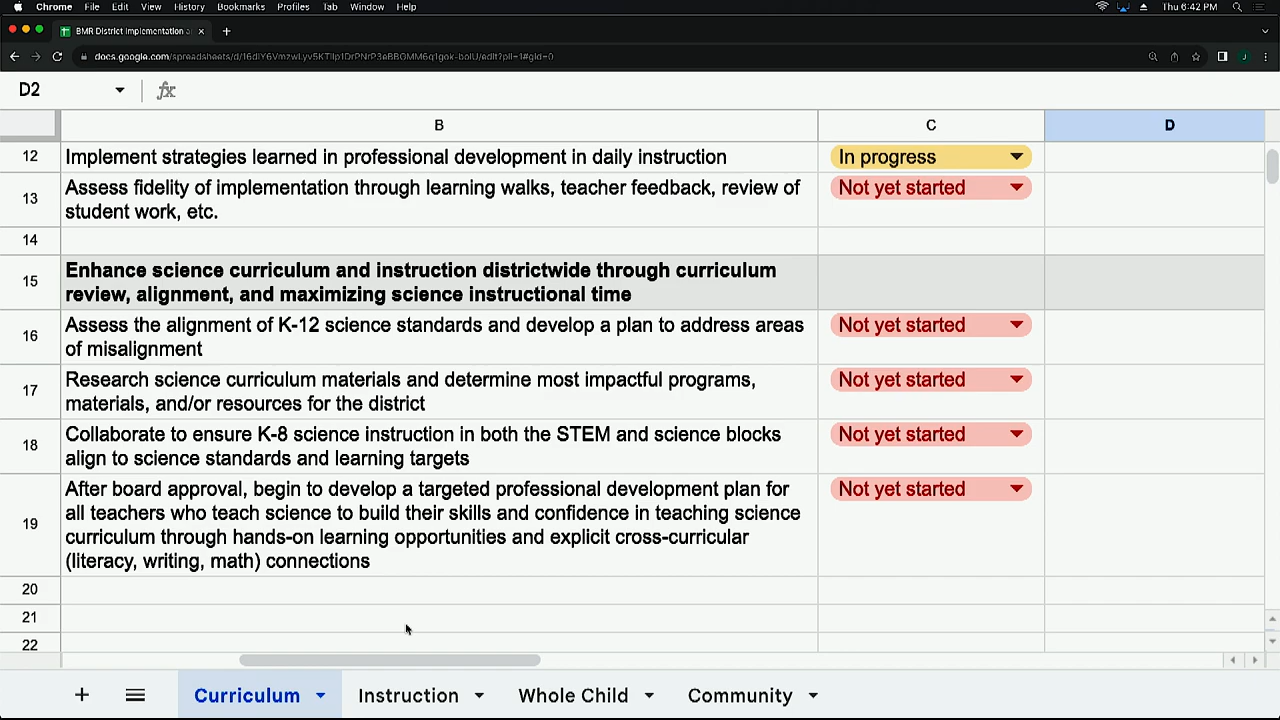 Chrome File Edit View History Bookmarks Profiles Tab Window Help Thu 6:42 PM
BMR District Implementation a
D2 fx
B C D
12 Implement strategies learned in professional development in daily instruction In progress
13 Assess fidelity of implementation through learning walks, teacher feedback, review of Not yet started
student work, etc.
14
15 Enhance science curriculum and instruction districtwide through curriculum
review, alignment, and maximizing science instructional time
16 Assess the alignment of K-12 science standards and develop a plan to address areas Not yet started
of misalignment
17 Research science curriculum materials and determine most impactful programs, Not yet started
materials, and/or resources for the district
18 Collaborate to ensure K-8 science instruction in both the STEM and science blocks Not yet started
align to science standards and learning targets
19 After board approval, begin to develop a targeted professional development plan for Not yet started
all teachers who teach science to build their skills and confidence in teaching science
curriculum through hands-on learning opportunities and explicit cross-curricular
(literacy, writing, math) connections
20
21
22
Curriculum Instruction Whole Child Community